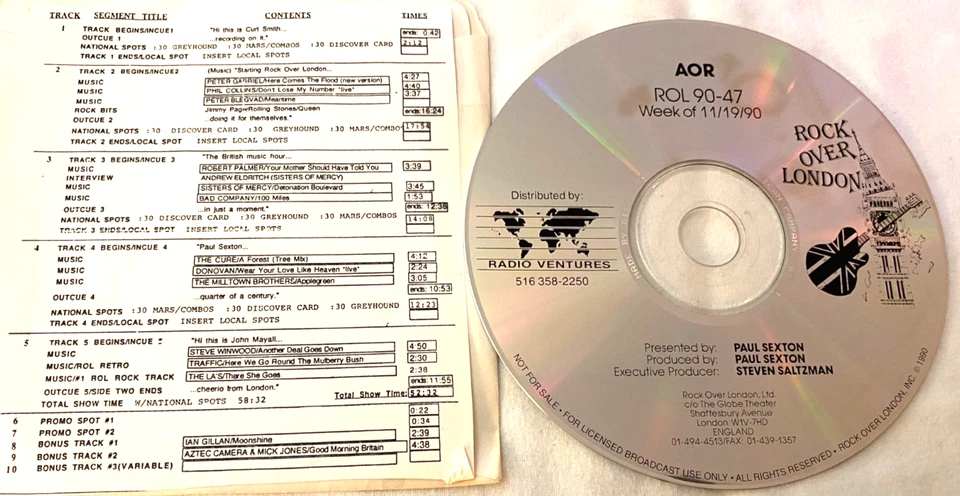 TRACK SEGMENT TITLE CONTENTS TIMES
1 TRACK BEGINS/INCUE1 "Hi this is Curt Smith... ends: 0:42
OUTCUE 1 ...recording on it."
NATIONAL SPOTS :30 GREYHOUND :30 MARS/COMBOS :30 DISCOVER CARD 2:12
TRACK 1 ENDS/LOCAL SPOT INSERT LOCAL SPOTS
2 TRACK 2 BEGINS/INCUE2 (Music) "Starting Rock Over London...
MUSIC PETER GABRIEL/Here Comes The Flood (new version) 4:27
MUSIC PHIL COLLINS/Don't Lose My Number "live" 4:40
MUSIC PETER BLEGVAD/Meantime 3:37
ROCK BITS Jimmy Page/Rolling Stones/Queen
OUTCUE 2 ...doing it for themselves." ends:16:24
NATIONAL SPOTS :30 DISCOVER CARD :30 GREYHOUND :30 MARS/COMBO 17:54
TRACK 2 ENDS/LOCAL SPOT INSERT LOCAL SPOTS
3 TRACK 3 BEGINS/INCUE 3 "The British music hour...
MUSIC ROBERT PALMER/Your Mother Should Have Told You 3:39
INTERVIEW ANDREW ELDRITCH (SISTERS OF MERCY)
MUSIC SISTERS OF MERCY/Detonation Boulevard 3:45
MUSIC BAD COMPANY/100 Miles 1:53
OUTCUE 3 ...in just a moment." ends: 12:38
NATIONAL SPOTS :30 DISCOVER CARD :30 GREYHOUND :30 MARS/COMBOS 14:08
TRACK 3 ENDS/LOCAL SPOT INSERT LOCAL SPOTS
4 TRACK 4 BEGINS/INCUE 4 "Paul Sexton...
MUSIC THE CURE/A Forest (Tree Mix) 4:12
MUSIC DONOVAN/Wear Your Love Like Heaven "live" 2:24
MUSIC THE MILLTOWN BROTHERS/Applegreen 3:05
OUTCUE 4 ...quarter of a century." ends: 10:53
NATIONAL SPOTS :30 MARS/COMBOS :30 DISCOVER CARD :30 GREYHOUND 12:23
TRACK 4 ENDS/LOCAL SPOT INSERT LOCAL SPOTS
5 TRACK 5 BEGINS/INCUE "Hi this is John Mayall...
MUSIC STEVE WINWOOD/Another Deal Goes Down 4:50
MUSIC/ROL RETRO TRAFFIC/Here We Go Round The Mulberry Bush 2:30
MUSIC/#1 ROL ROCK TRACK THE LA'S/There She Goes 2:38
OUTCUE 5/SIDE TWO ENDS ...cheerio from London." ends: 11:55
TOTAL SHOW TIME W/NATIONAL SPOTS 58:32 Total Show Time: 52:32
6 PROMO SPOT #1 0:22
7 PROMO SPOT #2 0:34
8 BONUS TRACK #1 IAN GILLAN/Moonshine 2:39
9 BONUS TRACK #2 AZTEC CAMERA & MICK JONES/Good Morning Britain 4:38
10 BONUS TRACK #3(VARIABLE)
AOR
ROL 90-47
Week of 11/19/90
ROCK
OVER
LONDON
Distributed by:
RADIO VENTURES
516 358-2250
MADE BY
COMPANY
Presented by: PAUL SEXTON
Produced by: PAUL SEXTON
Executive Producer: STEVEN SALTZMAN
Rock Over London, Ltd.
c/o The Globe Theater
Shaftesbury Avenue
London W1V-7HD
ENGLAND
01-494-4513/FAX: 01-439-1357
NOT FOR SALE • FOR LICENSED BROADCAST USE ONLY • ALL RIGHTS RESERVED • ROCK OVER LONDON, INC. © 1990